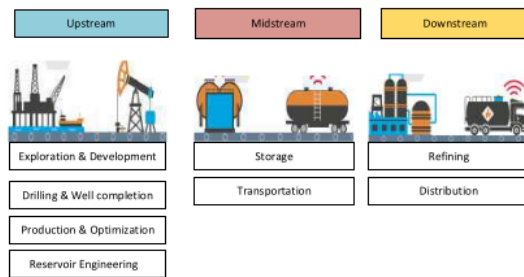 Upstream
Midstream
Downstream
Exploration & Development
Storage
Refining
Drilling & Well completion
Transportation
Distribution
Production & Optimization
Reservoir Engineering